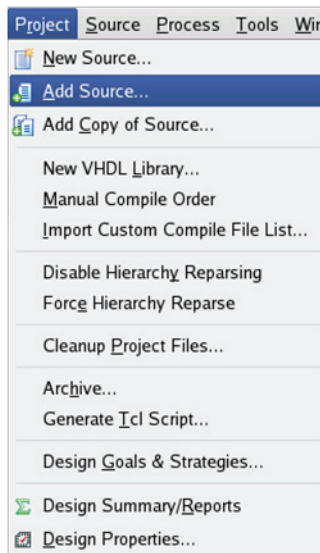 Project Source Process Tools Wir
New Source...
Add Source...
Add Copy of Source...
New VHDL Library...
Manual Compile Order
Import Custom Compile File List...
Disable Hierarchy Reparsing
Force Hierarchy Reparse
Cleanup Project Files...
Archive...
Generate Tcl Script...
Design Goals & Strategies...
Design Summary/Reports
Design Properties...